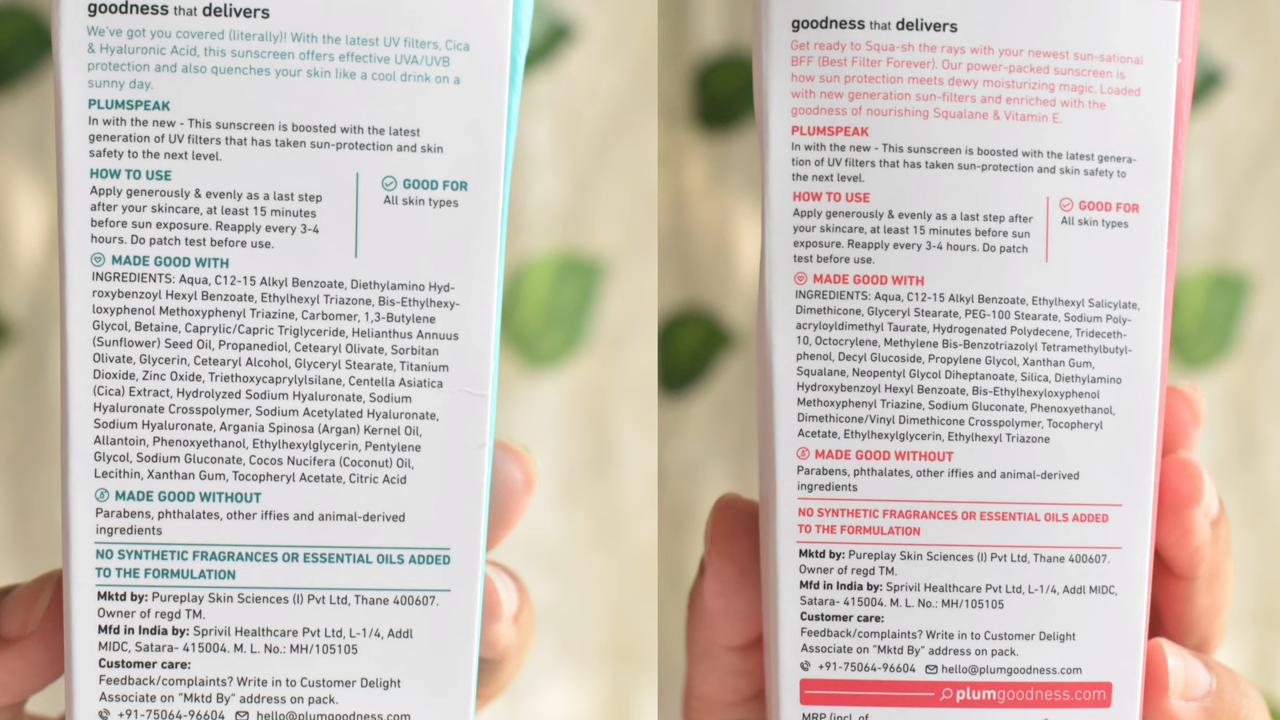 goodness that delivers
We've got you covered (literally)! With the latest UV filters, Cica
& Hyaluronic Acid, this sunscreen offers effective UVA/UVB
protection and also quenches your skin like a cool drink on a
sunny day.
PLUMSPEAK
In with the new - This sunscreen is boosted with the latest
generation of UV filters that has taken sun-protection and skin
safety to the next level.
HOW TO USE
Apply generously & evenly as a last step
after your skincare, at least 15 minutes
before sun exposure. Reapply every 3-4
hours. Do patch test before use.
GOOD FOR
All skin types
MADE GOOD WITH
INGREDIENTS: Aqua, C12-15 Alkyl Benzoate, Diethylamino Hyd-
roxybenzoyl Hexyl Benzoate, Ethylhexyl Triazone, Bis-Ethylhexy-
loxyphenol Methoxyphenyl Triazine, Carbomer, 1,3-Butylene
Glycol, Betaine, Caprylic/Capric Triglyceride, Helianthus Annuus
(Sunflower) Seed Oil, Propanediol, Cetearyl Olivate, Sorbitan
Olivate, Glycerin, Cetearyl Alcohol, Glyceryl Stearate, Titanium
Dioxide, Zinc Oxide, Triethoxycaprylylsilane, Centella Asiatica
(Cica) Extract, Hydrolyzed Sodium Hyaluronate, Sodium
Hyaluronate Crosspolymer, Sodium Acetylated Hyaluronate,
Sodium Hyaluronate, Argania Spinosa (Argan) Kernel Oil,
Allantoin, Phenoxyethanol, Ethylhexylglycerin, Pentylene
Glycol, Sodium Gluconate, Cocos Nucifera (Coconut) Oil,
Lecithin, Xanthan Gum, Tocopheryl Acetate, Citric Acid
MADE GOOD WITHOUT
Parabens, phthalates, other iffies and animal-derived
ingredients
NO SYNTHETIC FRAGRANCES OR ESSENTIAL OILS ADDED
TO THE FORMULATION
Mktd by: Pureplay Skin Sciences (I) Pvt Ltd, Thane 400607.
Owner of regd TM.
Mfd in India by: Sprivil Healthcare Pvt Ltd, L-1/4, Addl
MIDC, Satara- 415004. M. L. No.: MH/105105
Customer care:
Feedback/complaints? Write in to Customer Delight
Associate on "Mktd By" address on pack.
+91-75064-96604 hello@plumgoodness.com
goodness that delivers
Get ready to Squa-sh the rays with your newest sun-sational
BFF (Best Filter Forever). Our power-packed sunscreen is
how sun protection meets dewy moisturizing magic. Loaded
with new generation sun-filters and enriched with the
goodness of nourishing Squalane & Vitamin E.
PLUMSPEAK
In with the new - This sunscreen is boosted with the latest genera-
tion of UV filters that has taken sun-protection and skin safety to
the next level.
HOW TO USE
Apply generously & evenly as a last step after
your skincare, at least 15 minutes before sun
exposure. Reapply every 3-4 hours. Do patch
test before use.
GOOD FOR
All skin types
MADE GOOD WITH
INGREDIENTS: Aqua, C12-15 Alkyl Benzoate, Ethylhexyl Salicylate,
Dimethicone, Glyceryl Stearate, PEG-100 Stearate, Sodium Poly-
acryloyldimethyl Taurate, Hydrogenated Polydecene, Trideceth-
10, Octocrylene, Methylene Bis-Benzotriazolyl Tetramethylbutyl-
phenol, Decyl Glucoside, Propylene Glycol, Xanthan Gum,
Squalane, Neopentyl Glycol Diheptanoate, Silica, Diethylamino
Hydroxybenzoyl Hexyl Benzoate, Bis-Ethylhexyloxyphenol
Methoxyphenyl Triazine, Sodium Gluconate, Phenoxyethanol,
Dimethicone/Vinyl Dimethicone Crosspolymer, Tocopheryl
Acetate, Ethylhexylglycerin, Ethylhexyl Triazone
MADE GOOD WITHOUT
Parabens, phthalates, other iffies and animal-derived
ingredients
NO SYNTHETIC FRAGRANCES OR ESSENTIAL OILS ADDED
TO THE FORMULATION
Mktd by: Pureplay Skin Sciences (I) Pvt Ltd, Thane 400607.
Owner of regd TM.
Mfd in India by: Sprivil Healthcare Pvt Ltd, L-1/4, Addl MIDC,
Satara- 415004. M. L. No.: MH/105105
Customer care:
Feedback/complaints? Write in to Customer Delight
Associate on "Mktd By" address on pack.
+91-75064-96604 hello@plumgoodness.com
plumgoodness.com
MRP (incl. of